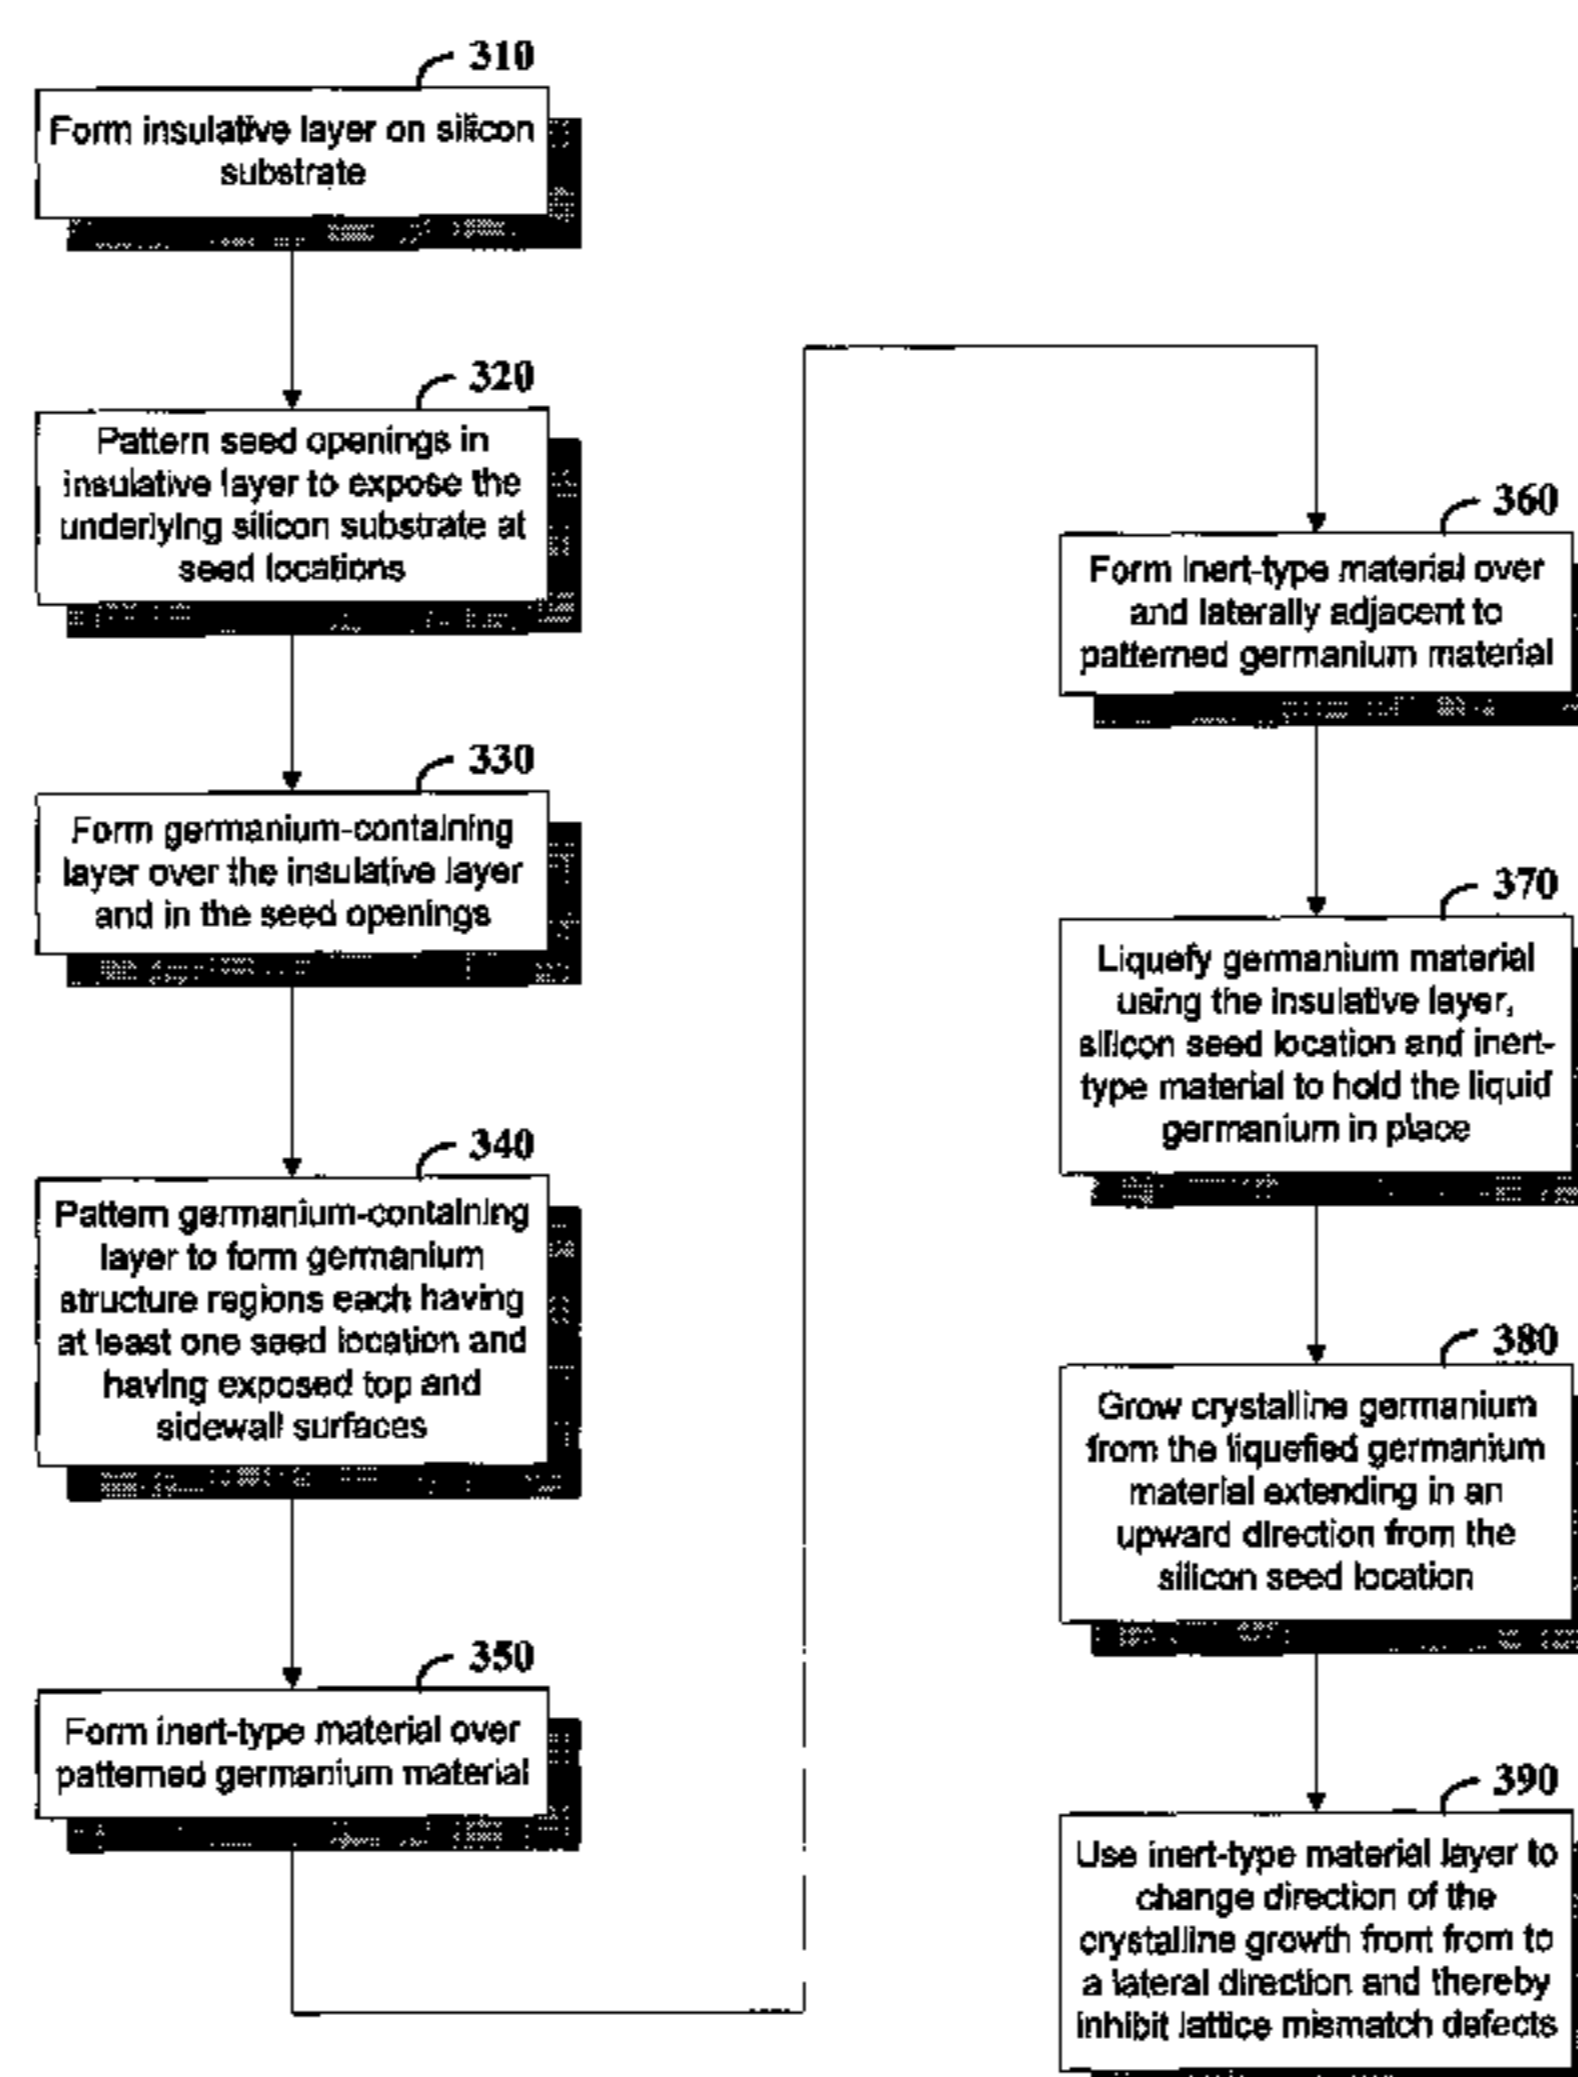 310
Form insulative layer on silicon
substrate
320
Pattern seed openings in
insulative layer to expose the
underlying silicon substrate at
seed locations
330
Form germanium-containing
layer over the insulative layer
and in the seed openings
340
Pattern germanium-containing
layer to form germanium
structure regions each having
at least one seed location and
having exposed top and
sidewall surfaces
350
Form inert-type material over
patterned germanium material
360
Form inert-type material over
and laterally adjacent to
patterned germanium material
370
Liquefy germanium material
using the insulative layer,
silicon seed location and inert-
type material to hold the liquid
germanium in place
380
Grow crystalline germanium
from the liquefied germanium
material extending in an
upward direction from the
silicon seed location
390
Use inert-type material layer to
change direction of the
crystalline growth front from to
a lateral direction and thereby
inhibit lattice mismatch defects